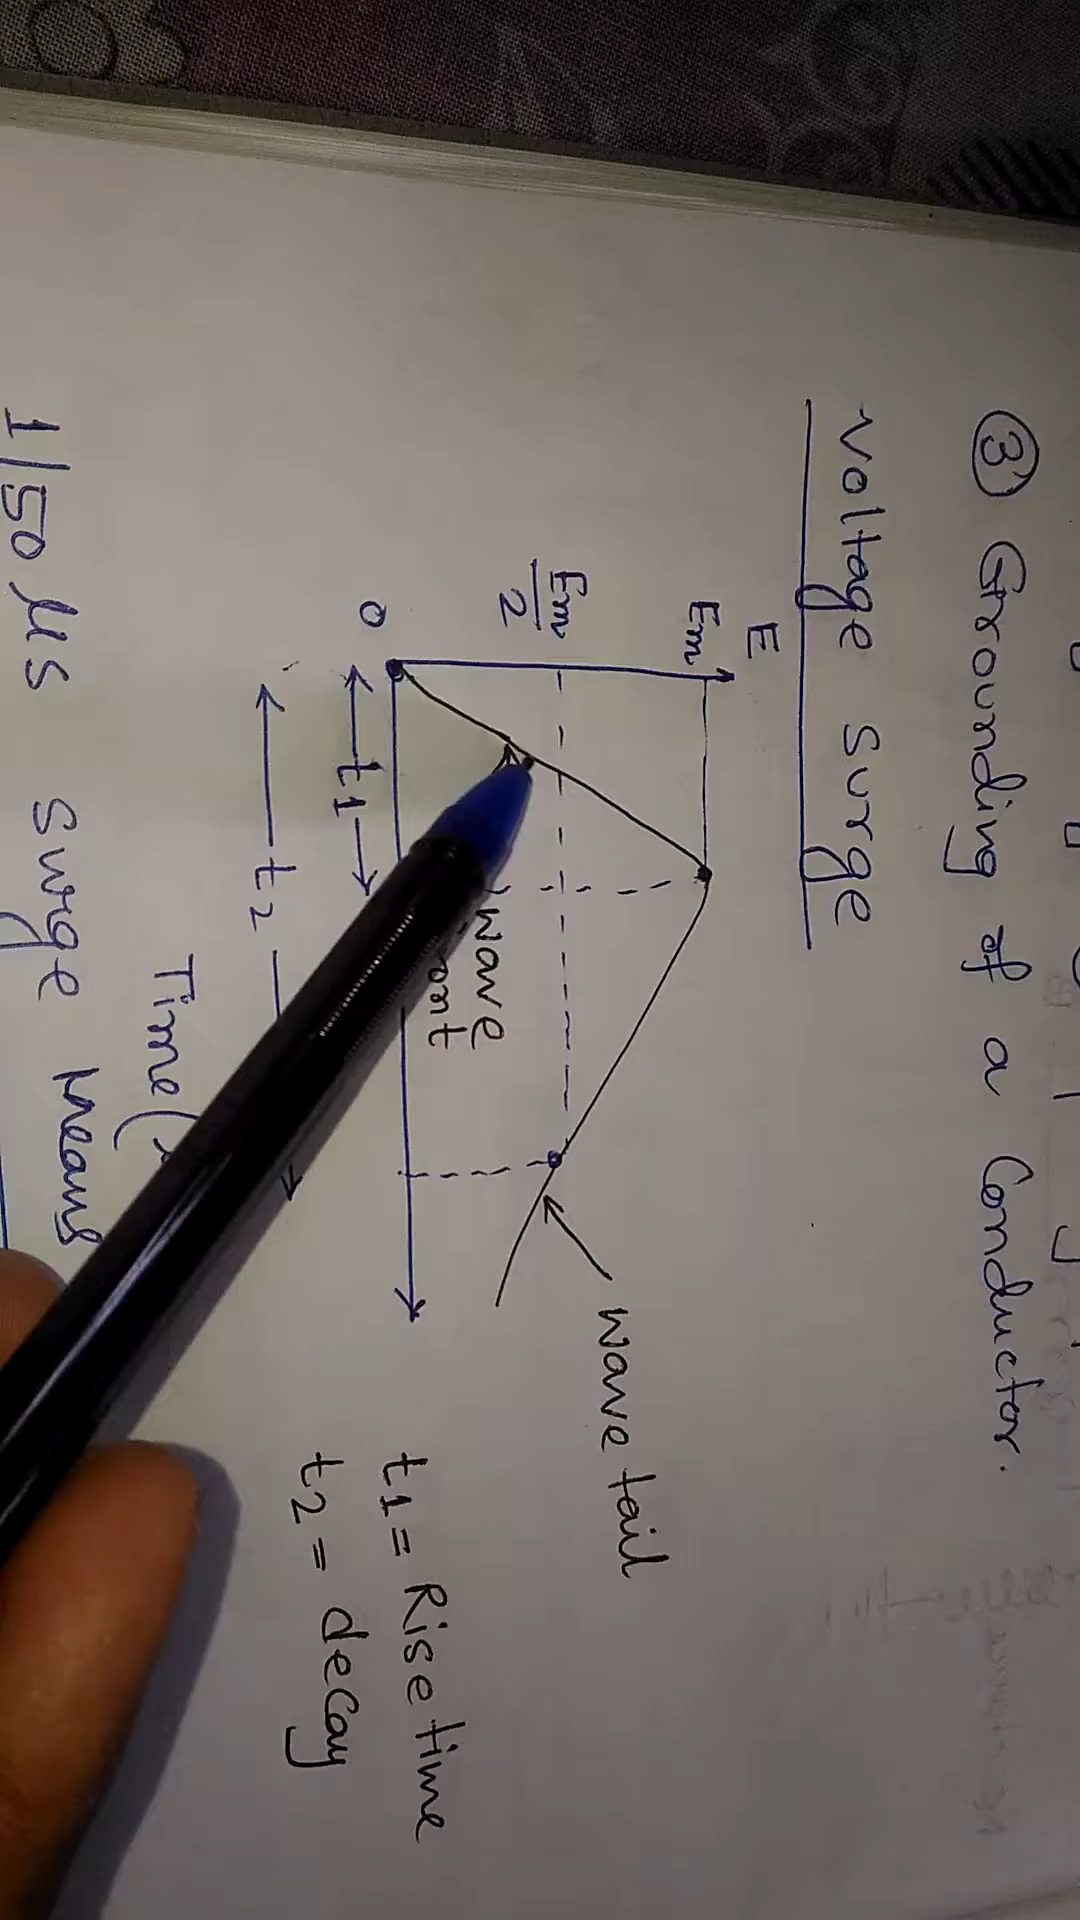 ③ Grounding of a Conductor.
Voltage Surge
E
Em
Em/2
0
wave tail
wave
t1
t2
Time
t1 = Rise time
t2 = decay
1/50 μs surge means